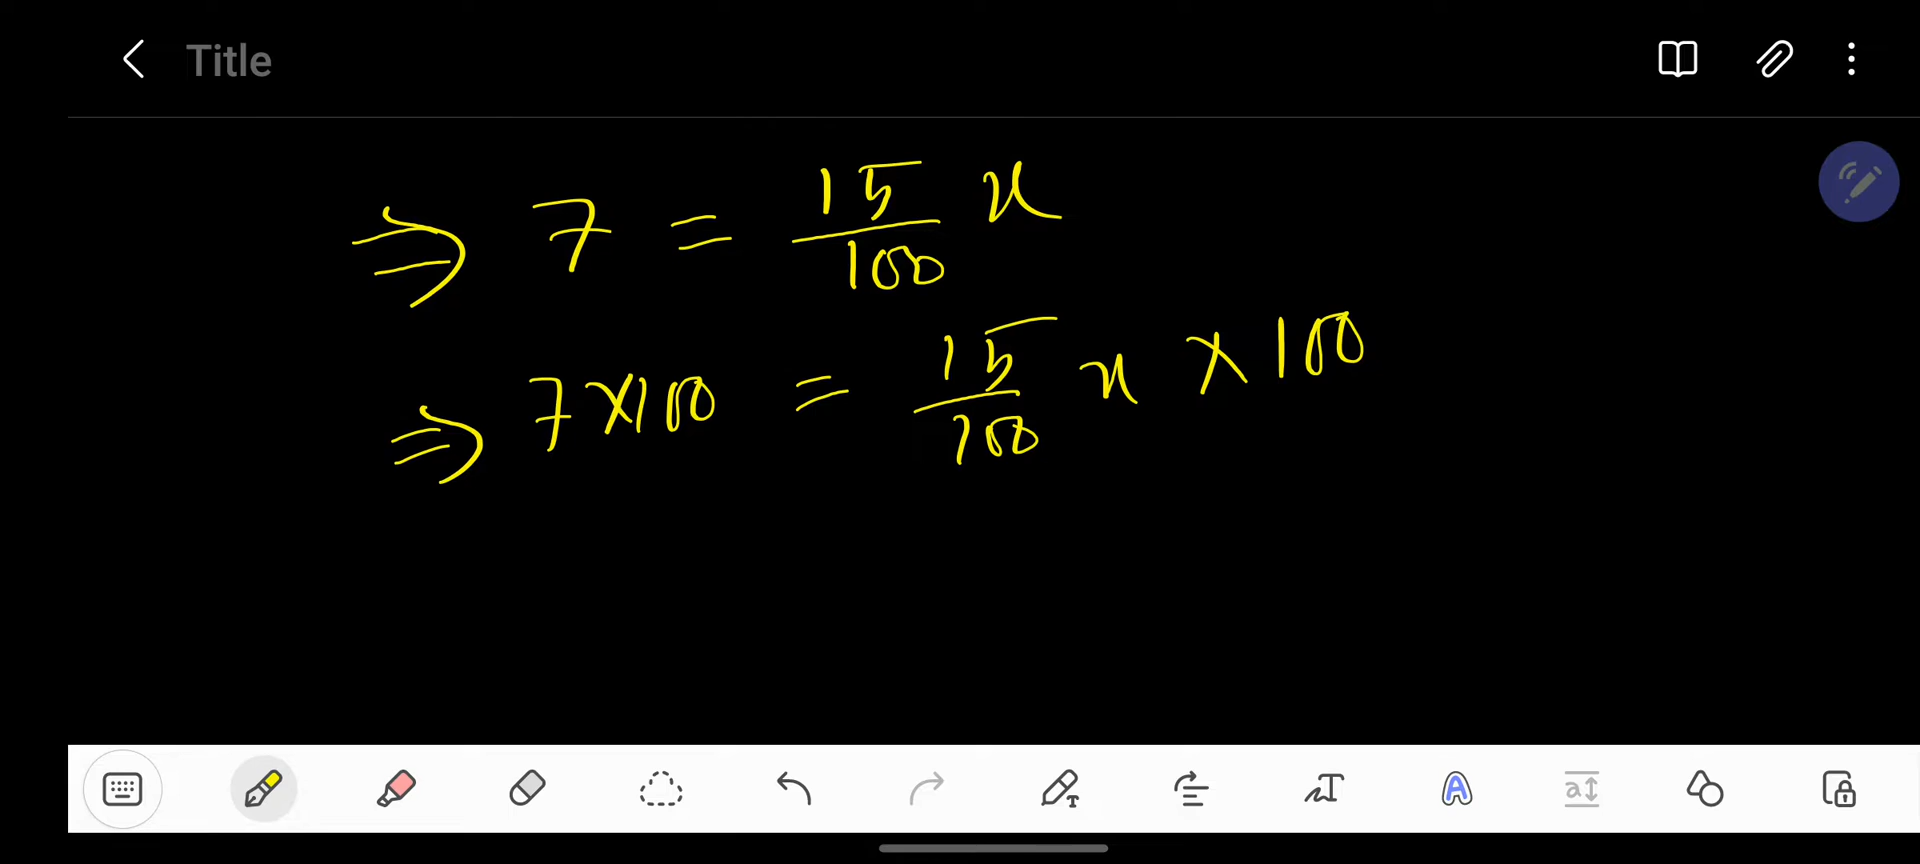 Title
⇒ 7 = 15/100 x
⇒ 7 × 100 = 15/100 x × 100